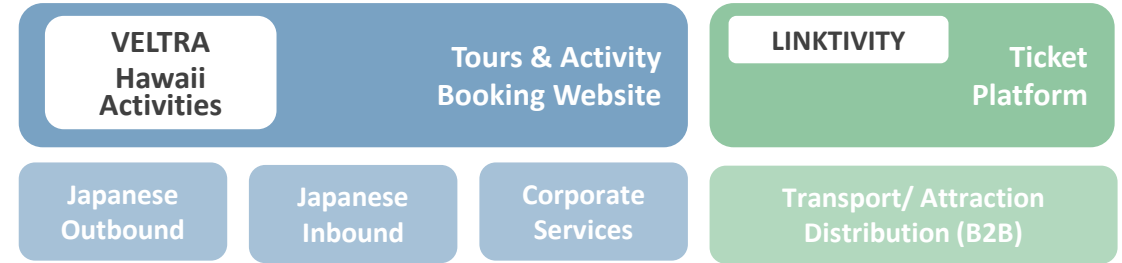 VELTRA
Hawaii
Activities
Tours & Activity
Booking Website
LINKTIVITY
Ticket
Platform
Japanese
Outbound
Japanese
Inbound
Corporate
Services
Transport/ Attraction
Distribution (B2B)